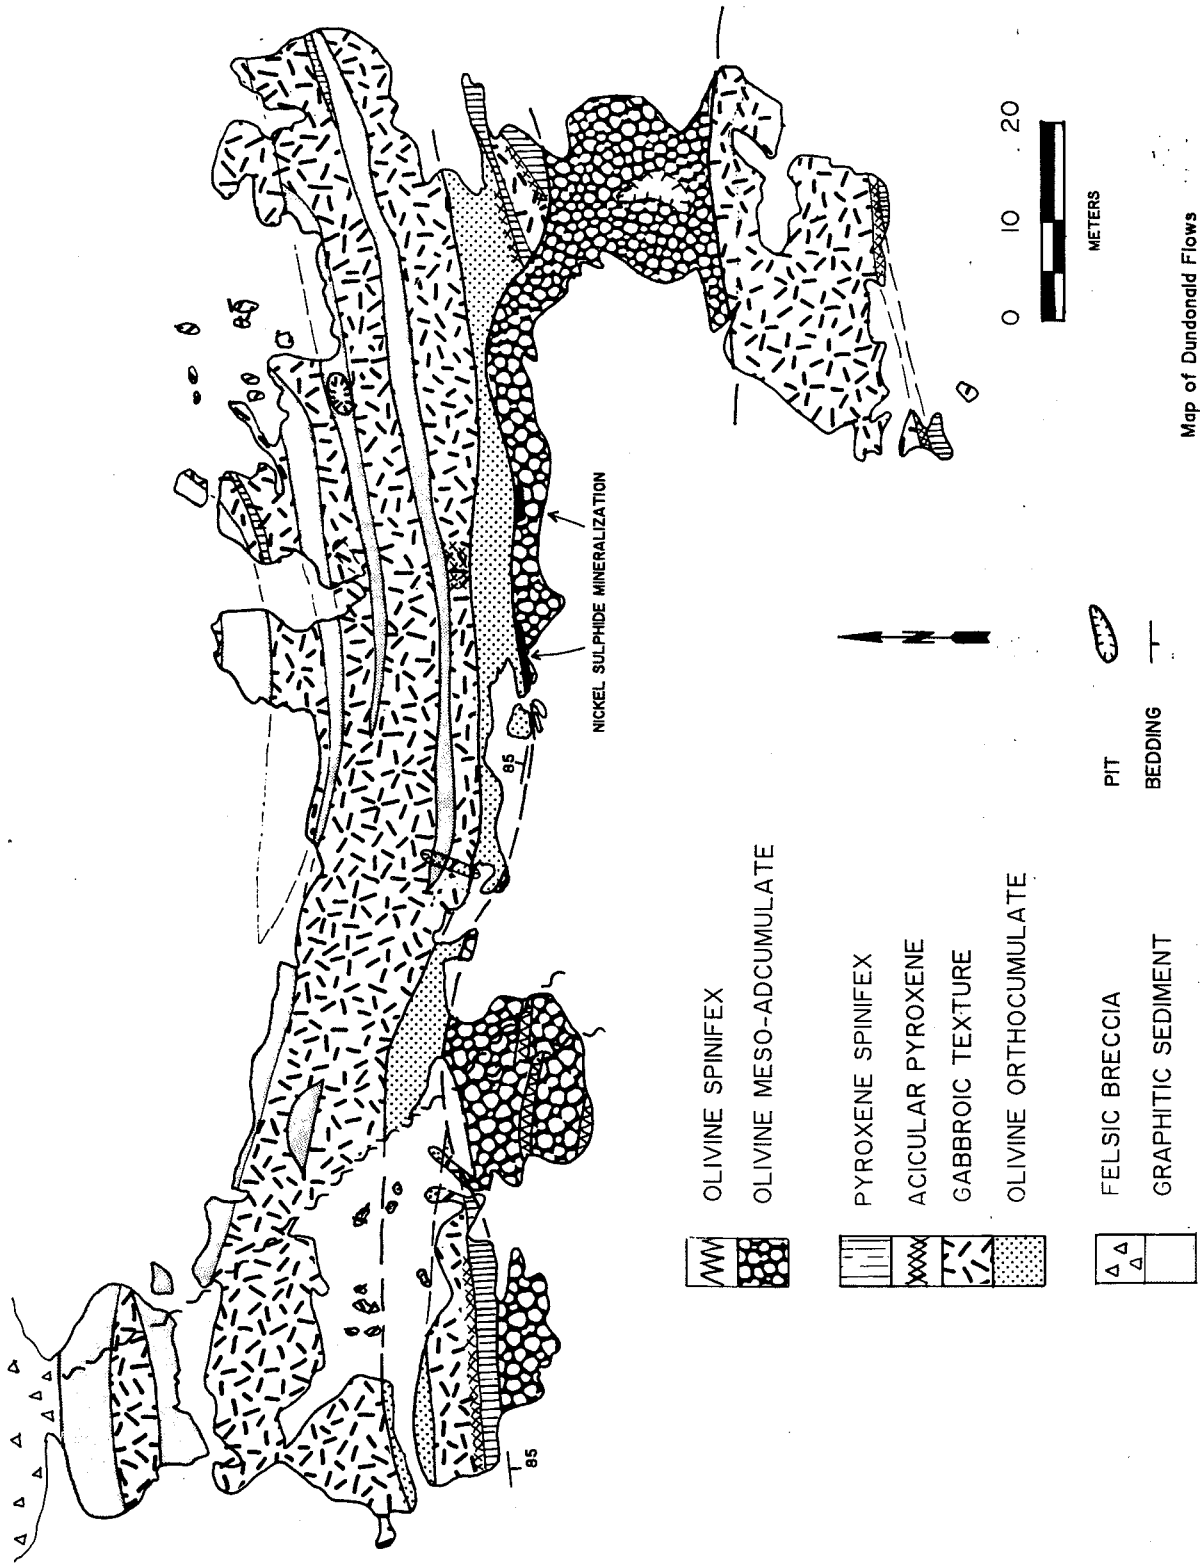 NICKEL SULPHIDE MINERALIZATION
85
85
OLIVINE SPINIFEX
OLIVINE MESO-ADCUMULATE
PYROXENE SPINIFEX
ACICULAR PYROXENE
GABBROIC TEXTURE
OLIVINE ORTHOCUMULATE
FELSIC BRECCIA
GRAPHITIC SEDIMENT
PIT
BEDDING
0 10 20
METERS
Map of Dundonald Flows